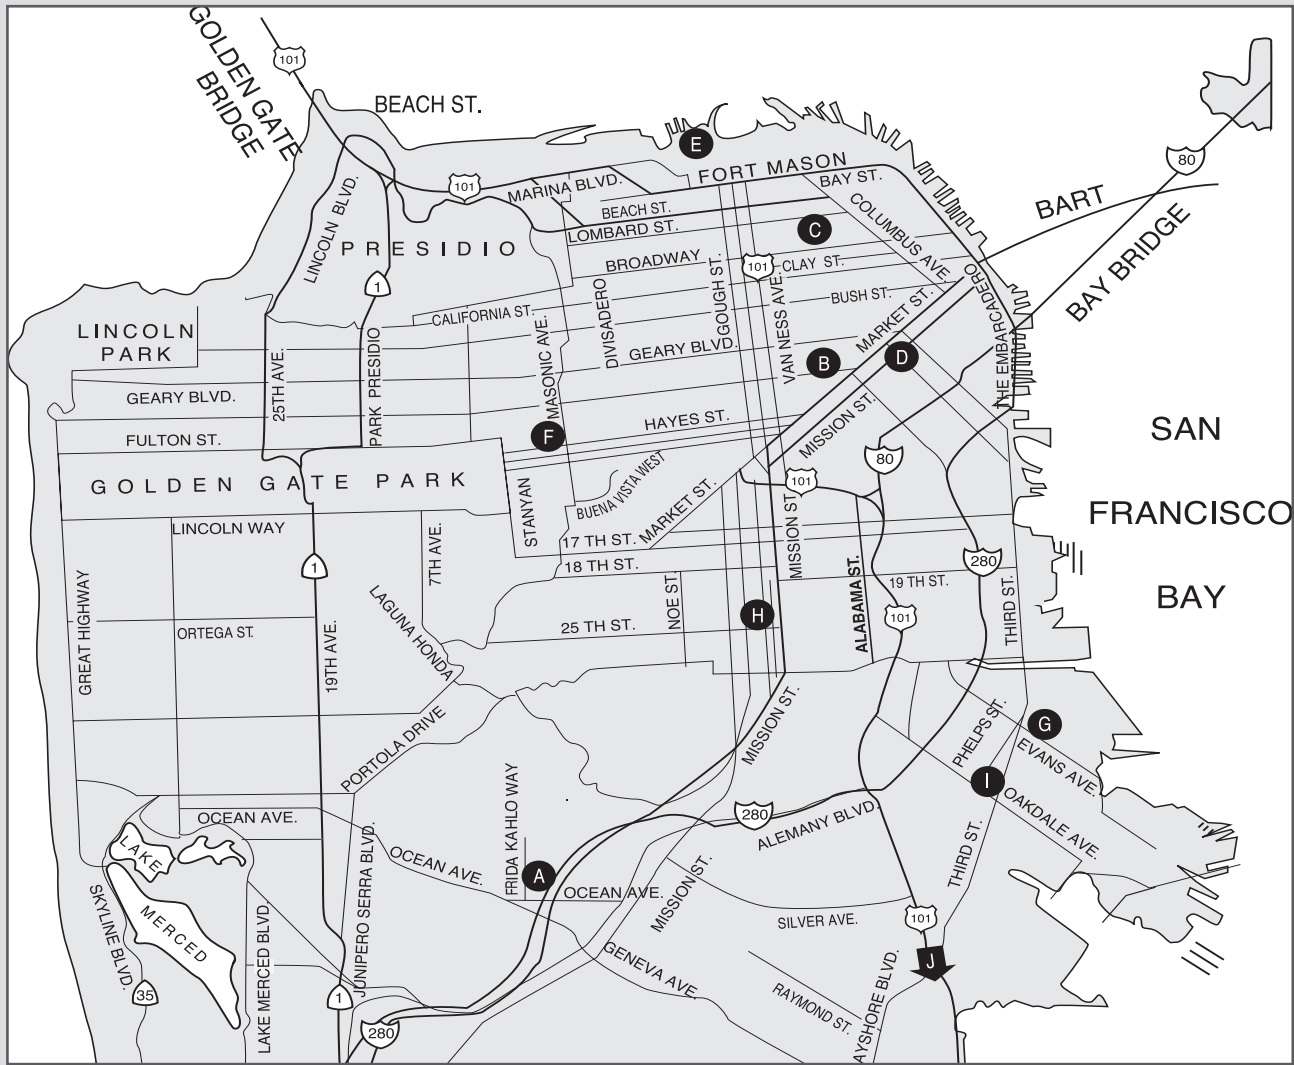 GOLDEN GATE
BRIDGE
101
BEACH ST.
E
FORT MASON
80
BART
BAY BRIDGE
101
MARINA BLVD.
BAY ST.
LINCOLN BLVD.
BEACH ST.
COLUMBUS AVE.
LOMBARD ST.
C
PRESIDIO
BROADWAY
101
CLAY ST.
1
GOUGH ST.
VAN NESS AVE.
BUSH ST.
THE EMBARCADERO
CALIFORNIA ST.
DIVISADERO
MARKET ST.
LINCOLN
PARK
MASONIC AVE.
GEARY BLVD.
B
D
25TH AVE.
PARK PRESIDIO
GEARY BLVD.
HAYES ST.
MISSION ST.
SAN
FRANCISCO
BAY
FULTON ST.
F
80
GOLDEN GATE PARK
BUENA VISTA WEST
101
STANYAN
MARKET ST.
MISSION ST.
LINCOLN WAY
17 TH ST.
7TH AVE.
18 TH ST.
1
280
19 TH ST.
GREAT HIGHWAY
LAGUNA HONDA
NOE ST.
ALABAMA ST.
THIRD ST.
H
101
ORTEGA ST.
25 TH ST.
19TH AVE.
PORTOLA DRIVE
MISSION ST.
PHELPS ST.
G
EVANS AVE.
I
OAKDALE AVE.
FRIDA KAHLO WAY
280
ALEMANY BLVD.
OCEAN AVE.
LAKE
MERCED
OCEAN AVE.
A
OCEAN AVE.
MISSION ST.
THIRD ST.
JUNIPERO SERRA BLVD.
SKYLINE BLVD.
LAKE MERCED BLVD.
SILVER AVE.
101
GENEVA AVE.
J
35
1
RAYMOND ST.
AYSHORE BLVD.
280